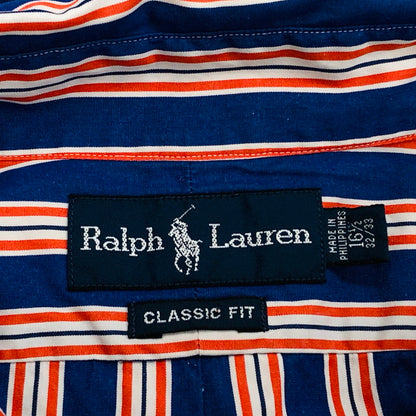 Ralph Lauren
CLASSIC FIT
MADE IN
PHILIPPINES
16½
32/33